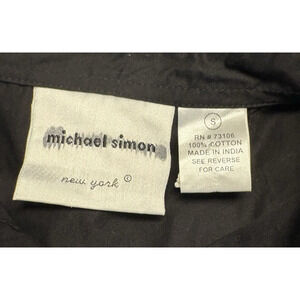 michael simon
new york ©
S
RN # 73106
100% COTTON
MADE IN INDIA
SEE REVERSE
FOR CARE